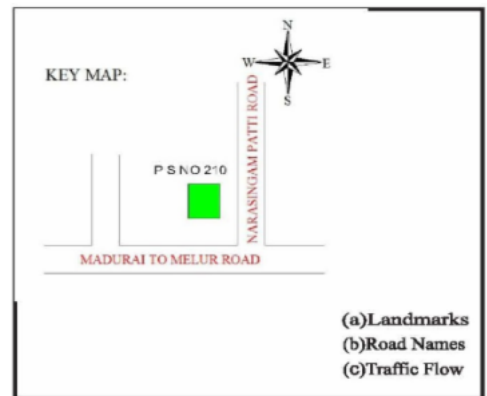 N
W E
S
KEY MAP:
NARASINGAM PATTI ROAD
P S NO 210
MADURAI TO MELUR ROAD
(a)Landmarks
(b)Road Names
(c)Traffic Flow